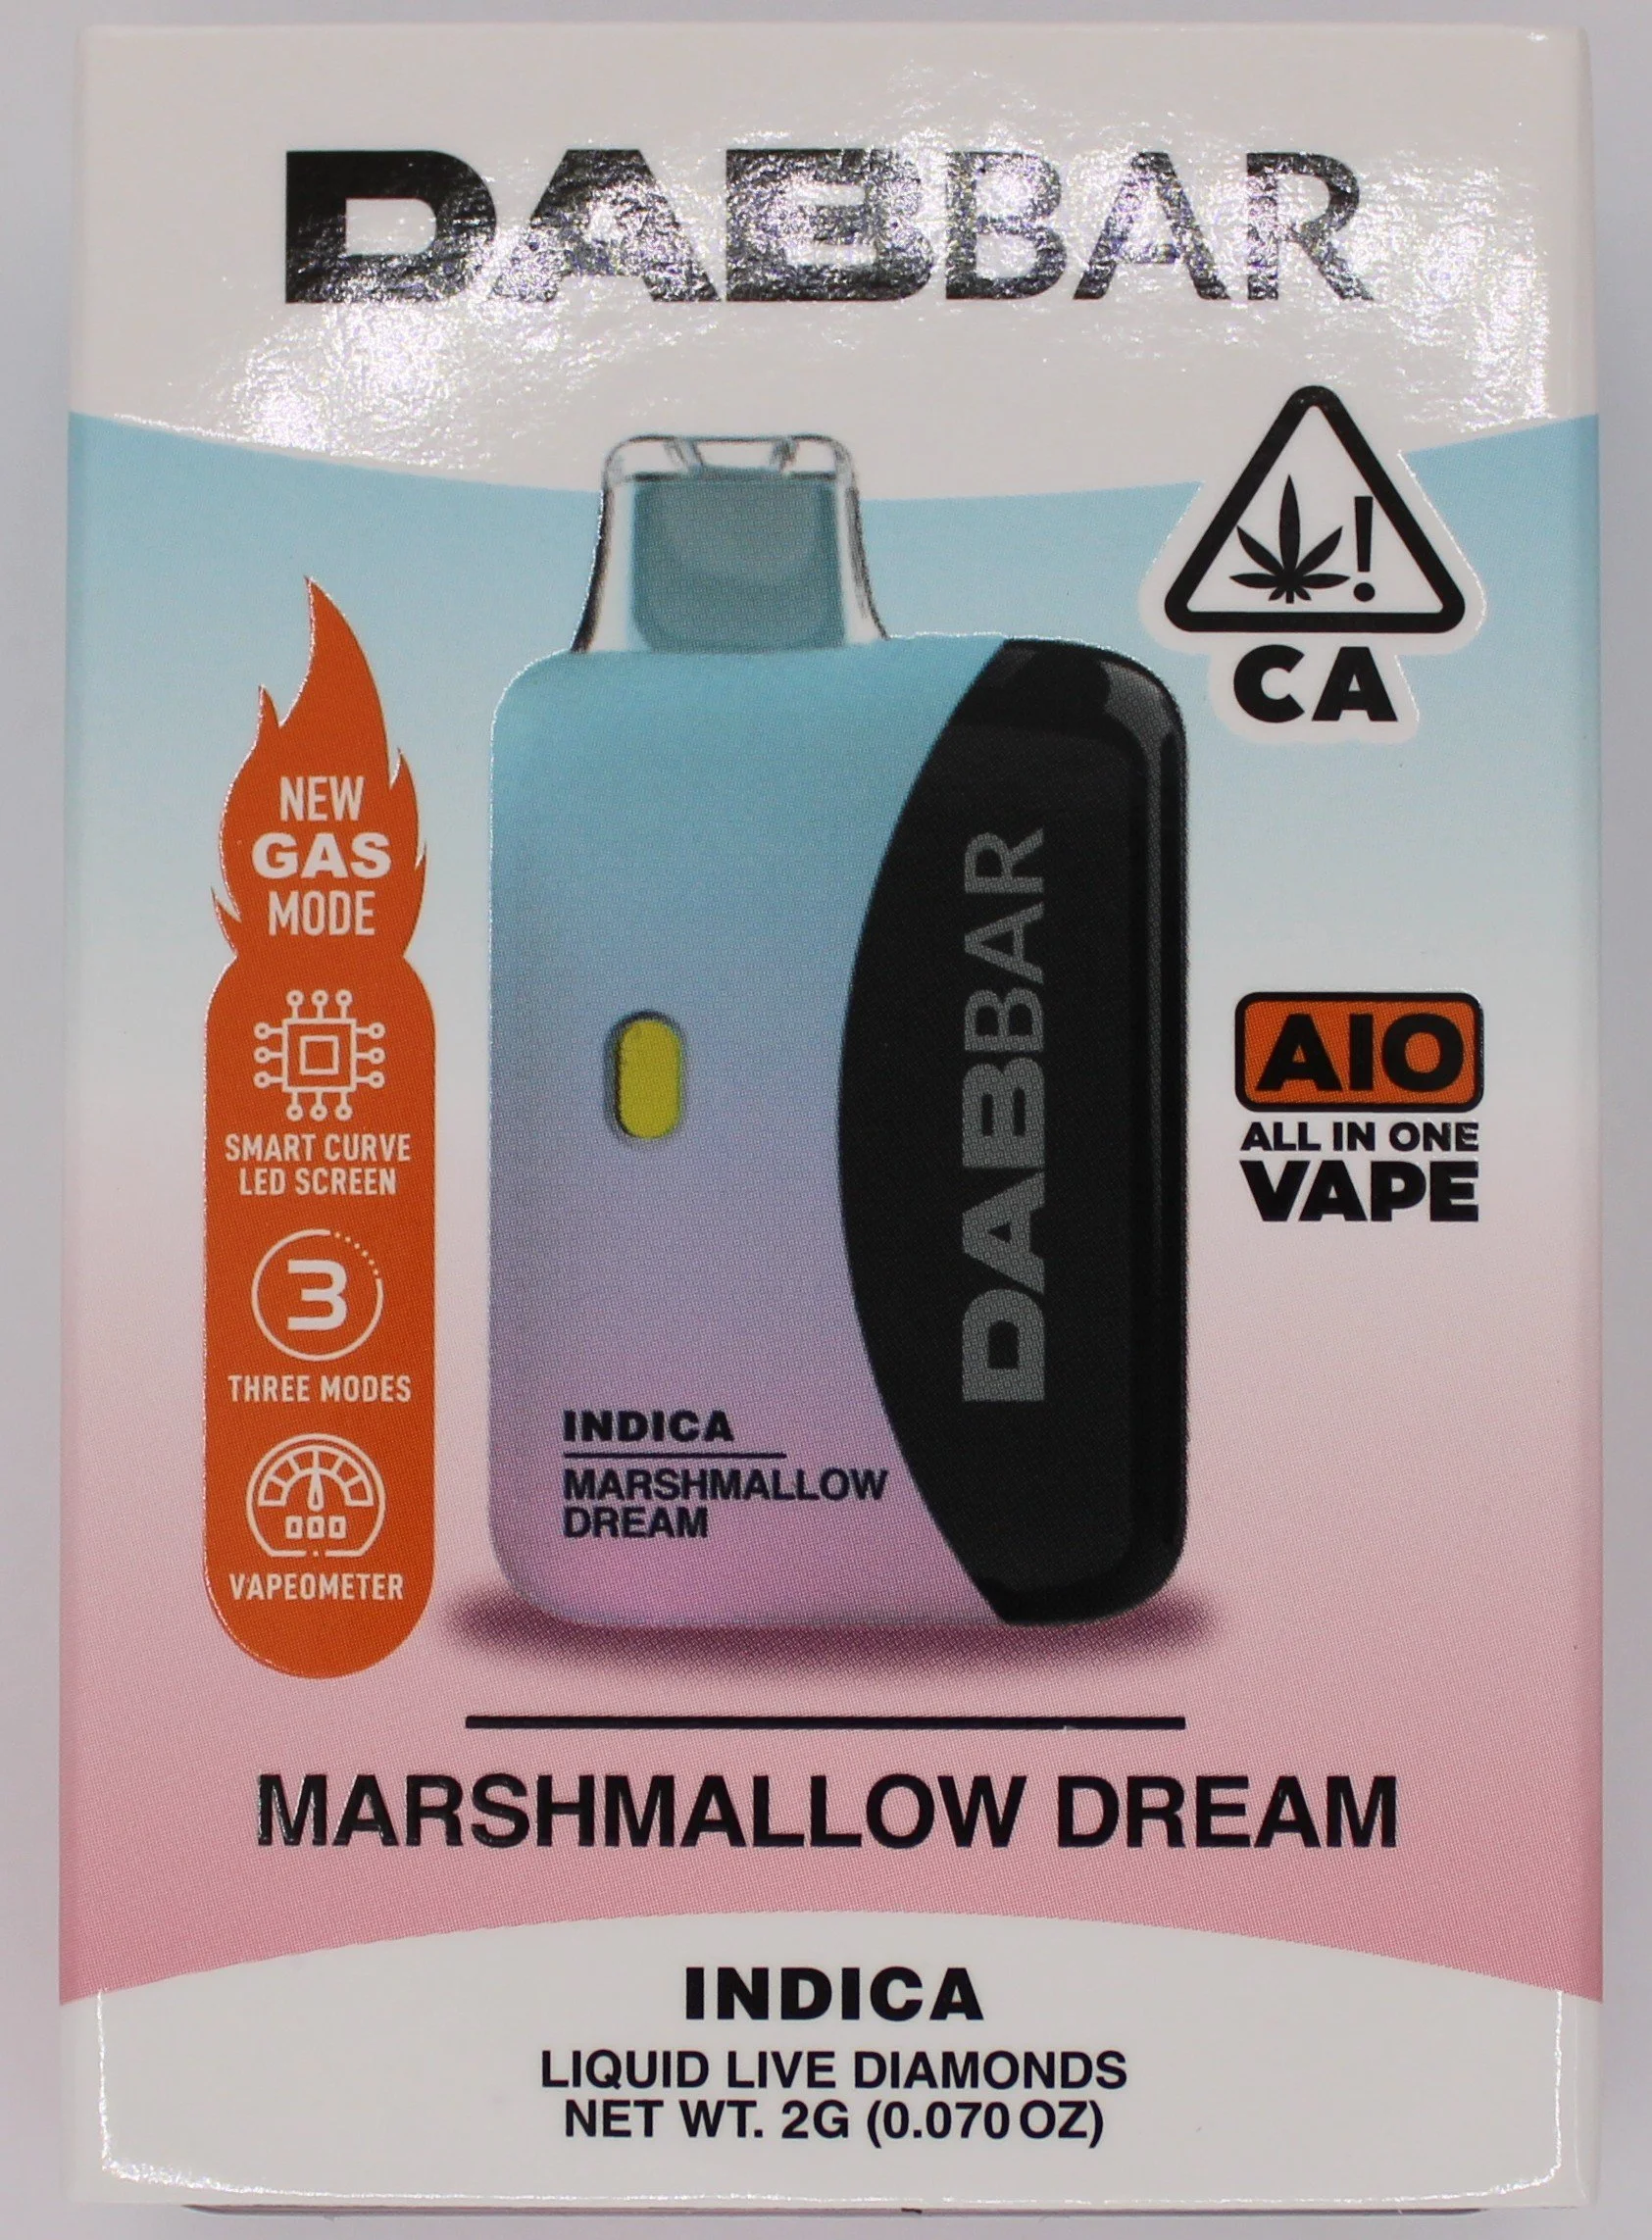 DABBAR
CA
NEW
GAS
MODE
SMART CURVE
LED SCREEN
3
THREE MODES
000
VAPEOMETER
DABBAR
INDICA
MARSHMALLOW
DREAM
AIO
ALL IN ONE
VAPE
MARSHMALLOW DREAM
INDICA
LIQUID LIVE DIAMONDS
NET WT. 2G (0.070 OZ)